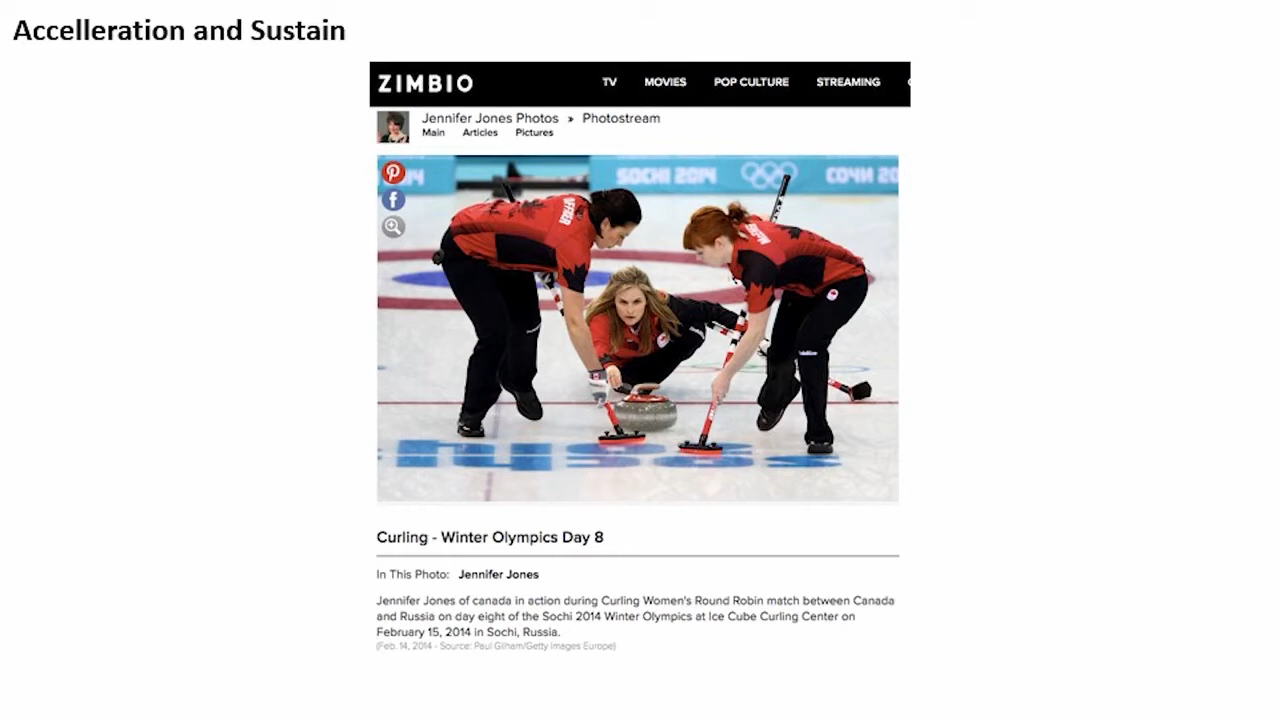 Accelleration and Sustain
ZIMBIO
TV MOVIES POP CULTURE STREAMING
Jennifer Jones Photos » Photostream
Main Articles Pictures
14 SOCHI 2014 СОЧИ 20
Curling - Winter Olympics Day 8
In This Photo: Jennifer Jones
Jennifer Jones of canada in action during Curling Women's Round Robin match between Canada
and Russia on day eight of the Sochi 2014 Winter Olympics at Ice Cube Curling Center on
February 15, 2014 in Sochi, Russia.
(Feb. 14, 2014 - Source: Paul Gilham/Getty Images Europe)